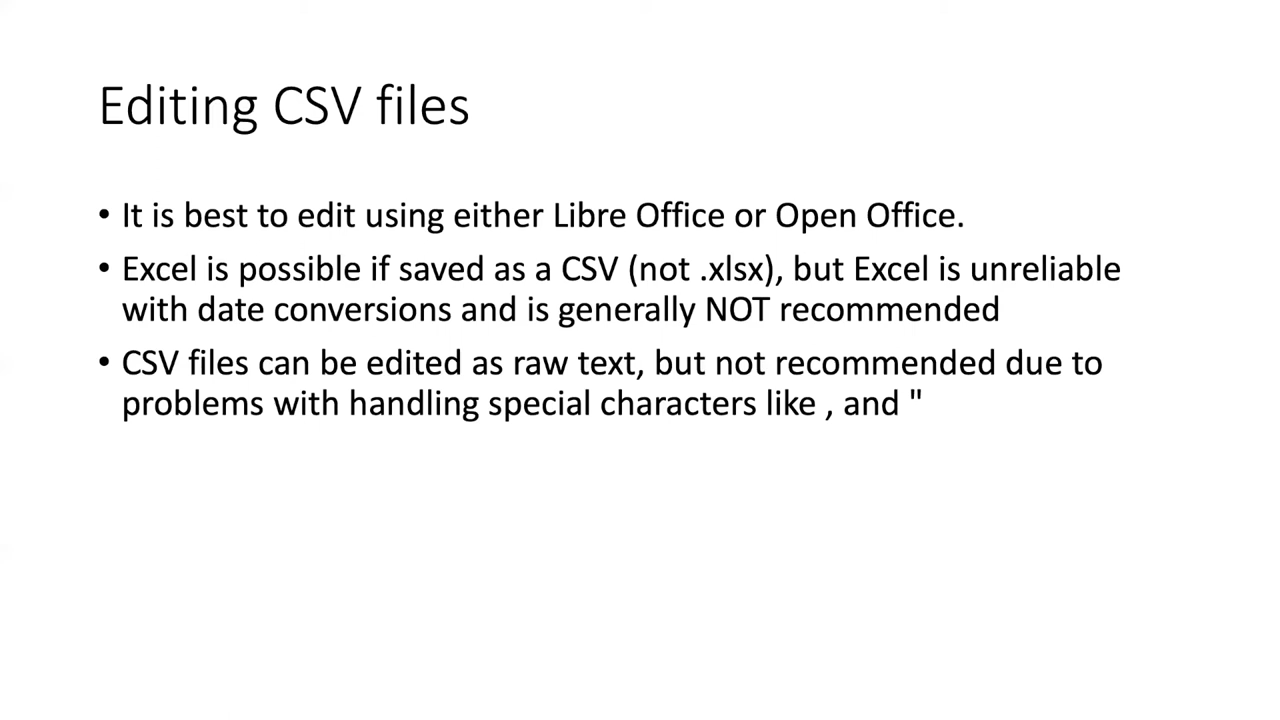 Editing CSV files
• It is best to edit using either Libre Office or Open Office.
• Excel is possible if saved as a CSV (not .xlsx), but Excel is unreliable
with date conversions and is generally NOT recommended
• CSV files can be edited as raw text, but not recommended due to
problems with handling special characters like , and "